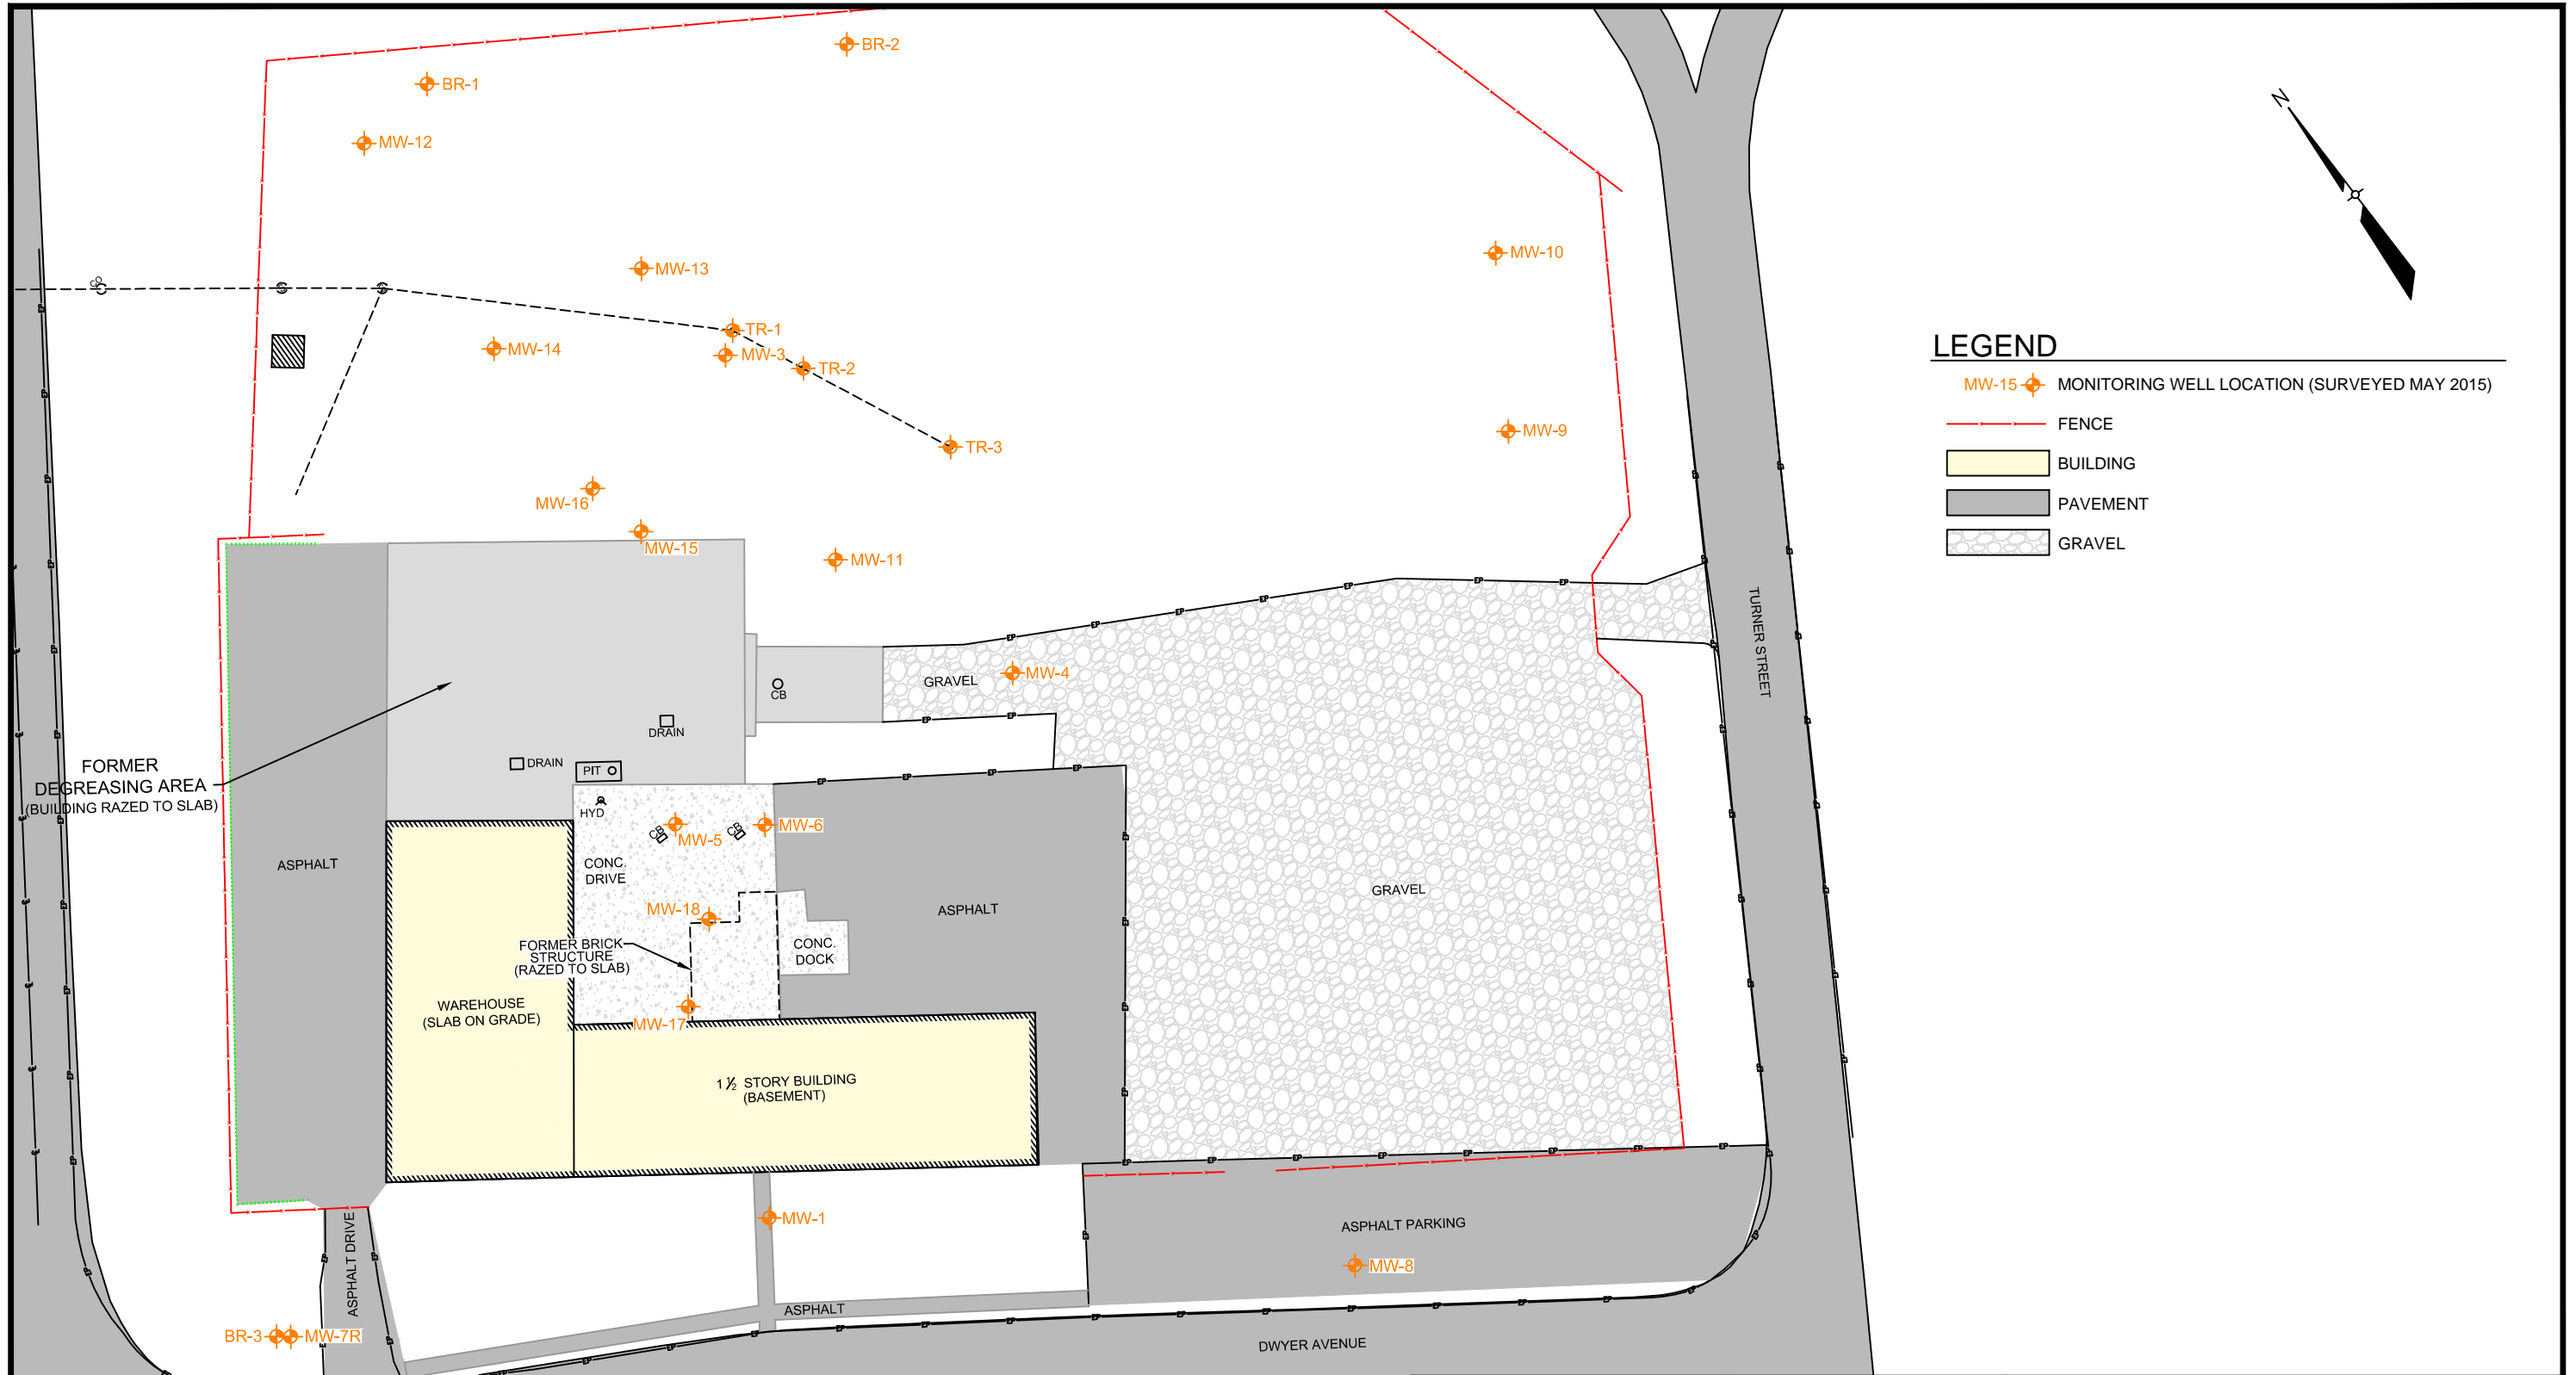 BR-2
BR-1
MW-12
N
MW-13
MW-10
TR-1
MW-3
MW-14
TR-2
MW-9
TR-3
MW-16
MW-15
MW-11
LEGEND
MW-15 MONITORING WELL LOCATION (SURVEYED MAY 2015)
FENCE
BUILDING
PAVEMENT
GRAVEL
TURNER STREET
GRAVEL
MW-4
CB
DRAIN
DRAIN
PIT
FORMER
DEGREASING AREA
(BUILDING RAZED TO SLAB)
HYD
CB
MW-5
CB
MW-6
ASPHALT
CONC.
DRIVE
MW-18
ASPHALT
GRAVEL
FORMER BRICK
STRUCTURE
(RAZED TO SLAB)
CONC.
DOCK
WAREHOUSE
(SLAB ON GRADE)
MW-17
1 ½ STORY BUILDING
(BASEMENT)
MW-1
ASPHALT PARKING
MW-8
ASPHALT DRIVE
ASPHALT
BR-3
MW-7R
DWYER AVENUE